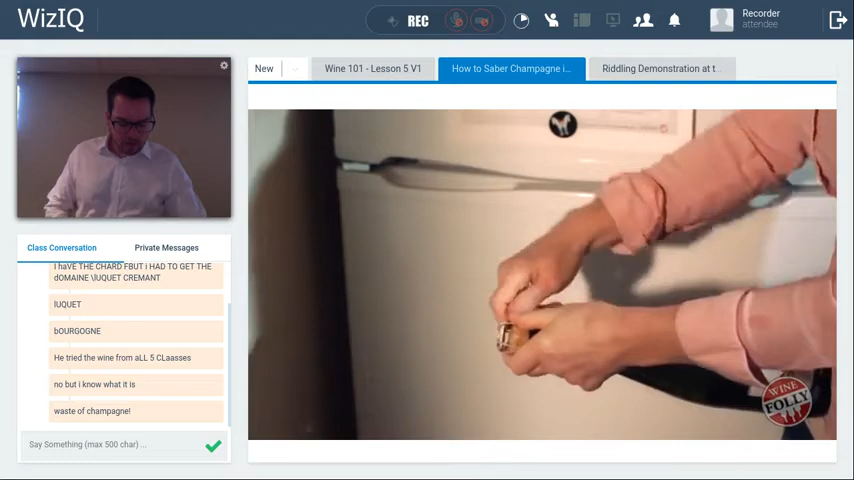 WizIQ
REC
Recorder
attendee
New
Wine 101 - Lesson 5 V1
How to Saber Champagne i...
Riddling Demonstration at t...
Class Conversation
Private Messages
I haVE THE CHARD FBUT i HAD TO GET THE
dOMAINE \lUQUET CREMANT
lUQUET
bOURGOGNE
He tried the wine from aLL 5 CLaasses
no but i know what it is
waste of champagne!
Say Something (max 500 char) ...
WINE
FOLLY